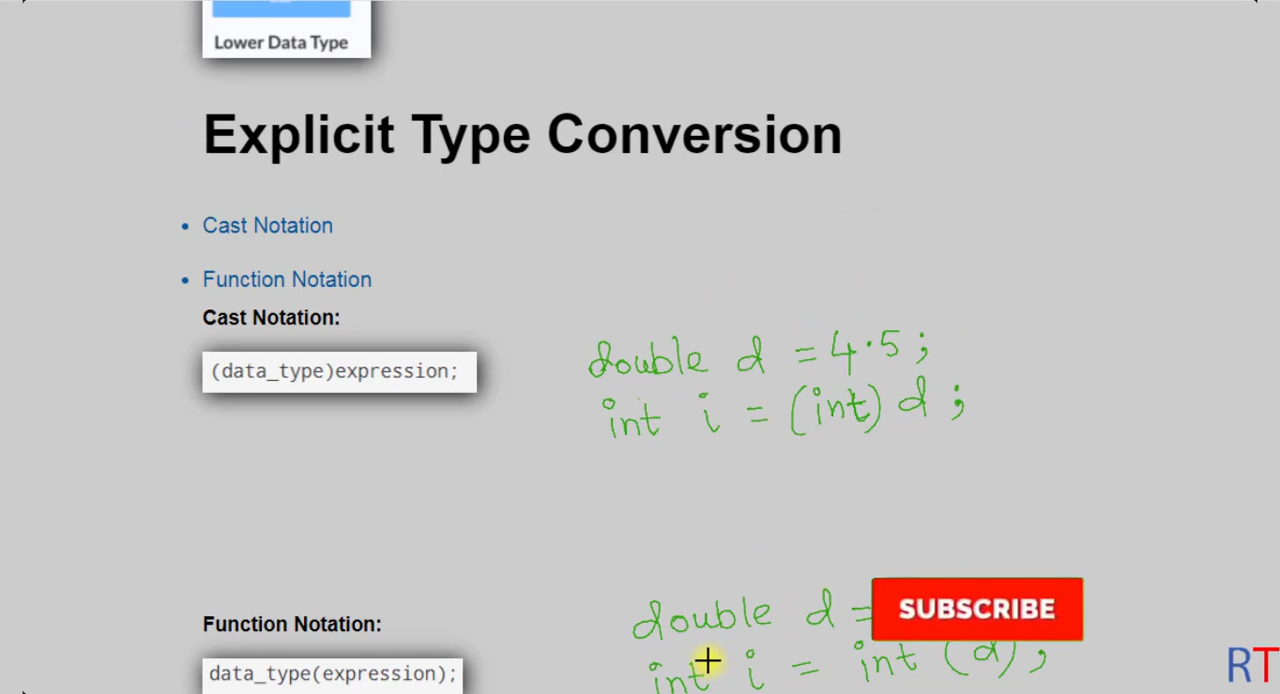 Lower Data Type
Explicit Type Conversion
• Cast Notation
• Function Notation
Cast Notation:
(data_type)expression;
double d = 4.5;
int i = (int) d;
Function Notation:
data_type(expression);
double d =
SUBSCRIBE
int i = int (d);
RT